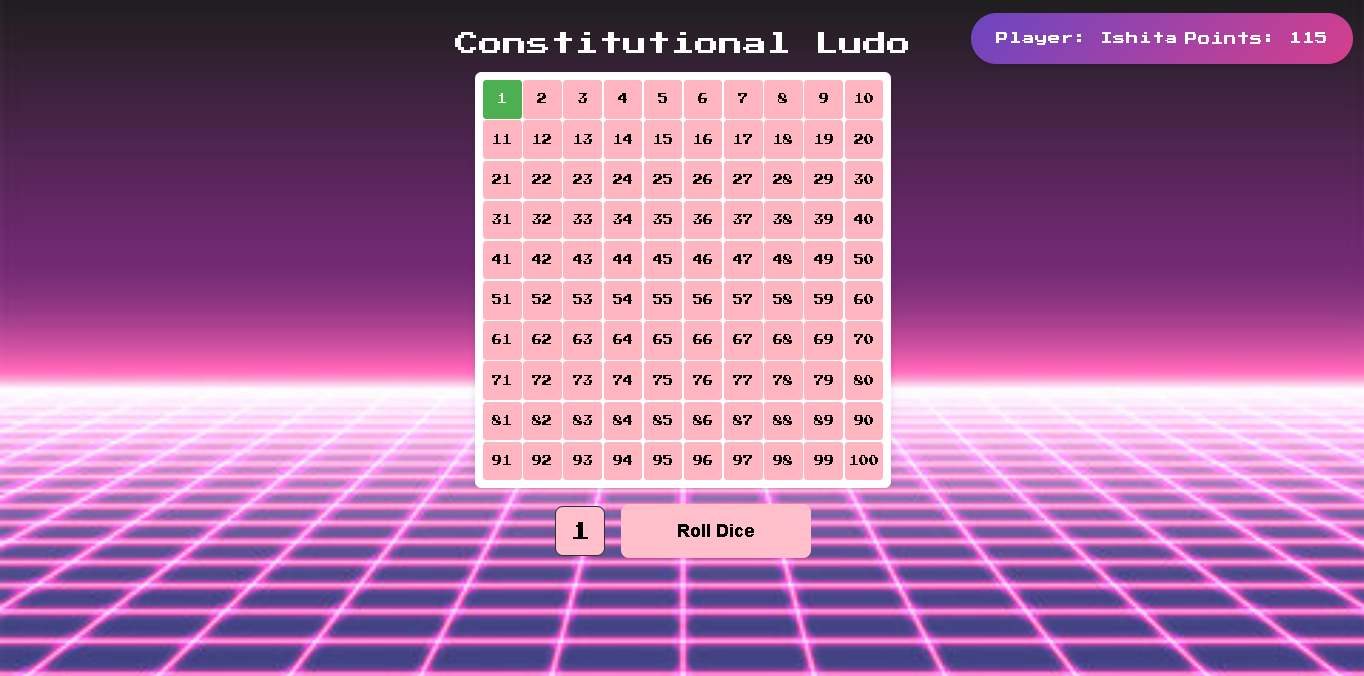 Constitutional Ludo
Player: Ishita Points: 115
1 2 3 4 5 6 7 8 9 10
11 12 13 14 15 16 17 18 19 20
21 22 23 24 25 26 27 28 29 30
31 32 33 34 35 36 37 38 39 40
41 42 43 44 45 46 47 48 49 50
51 52 53 54 55 56 57 58 59 60
61 62 63 64 65 66 67 68 69 70
71 72 73 74 75 76 77 78 79 80
81 82 83 84 85 86 87 88 89 90
91 92 93 94 95 96 97 98 99 100
1 Roll Dice